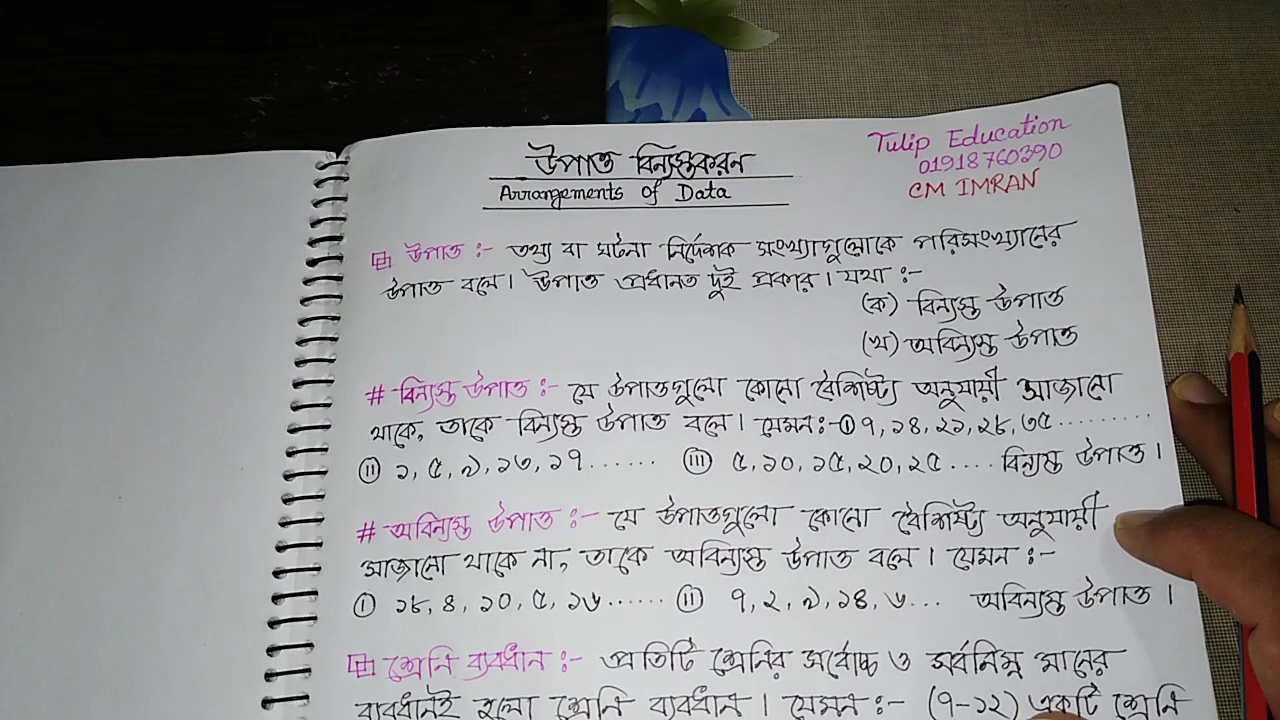 উপাত্ত বিন্যস্তকরন
Arrangements of Data
Tulip Education
01918760390
CM IMRAN
উপাত্ত :- তথ্য বা ঘটনা নির্দেশক সংখ্যাগুলোকে পরিসংখ্যানের
উপাত্ত বলে। উপাত্ত প্রধানত দুই প্রকার। যথা :-
(ক) বিন্যস্ত উপাত্ত
(খ) অবিন্যস্ত উপাত্ত
# বিন্যস্ত উপাত্ত :- যে উপাত্তগুলো কোনো বৈশিষ্ট্য অনুযায়ী সাজানো
থাকে, তাকে বিন্যস্ত উপাত্ত বলে। যেমন:- (i) ৭, ১৪, ২১, ২৮, ৩৫ ..........
(ii) ১, ৫, ৯, ১৩, ১৭ ...... (iii) ৫, ১০, ১৫, ২০, ২৫ .... বিন্যস্ত উপাত্ত।
# অবিন্যস্ত উপাত্ত :- যে উপাত্তগুলো কোনো বৈশিষ্ট্য অনুযায়ী
সাজানো থাকে না, তাকে অবিন্যস্ত উপাত্ত বলে। যেমন :-
(i) ১৮, ৪, ১০, ৫, ১৬ ...... (ii) ৭, ২, ৯, ১৪, ৬ ... অবিন্যস্ত উপাত্ত।
শ্রেনি ব্যবধান :- প্রতিটি শ্রেনির সর্বোচ্চ ও সর্বনিম্ন মানের
ব্যবধানই হলো শ্রেনি ব্যবধান। যেমন :- (৭-১২) একটি শ্রেনি